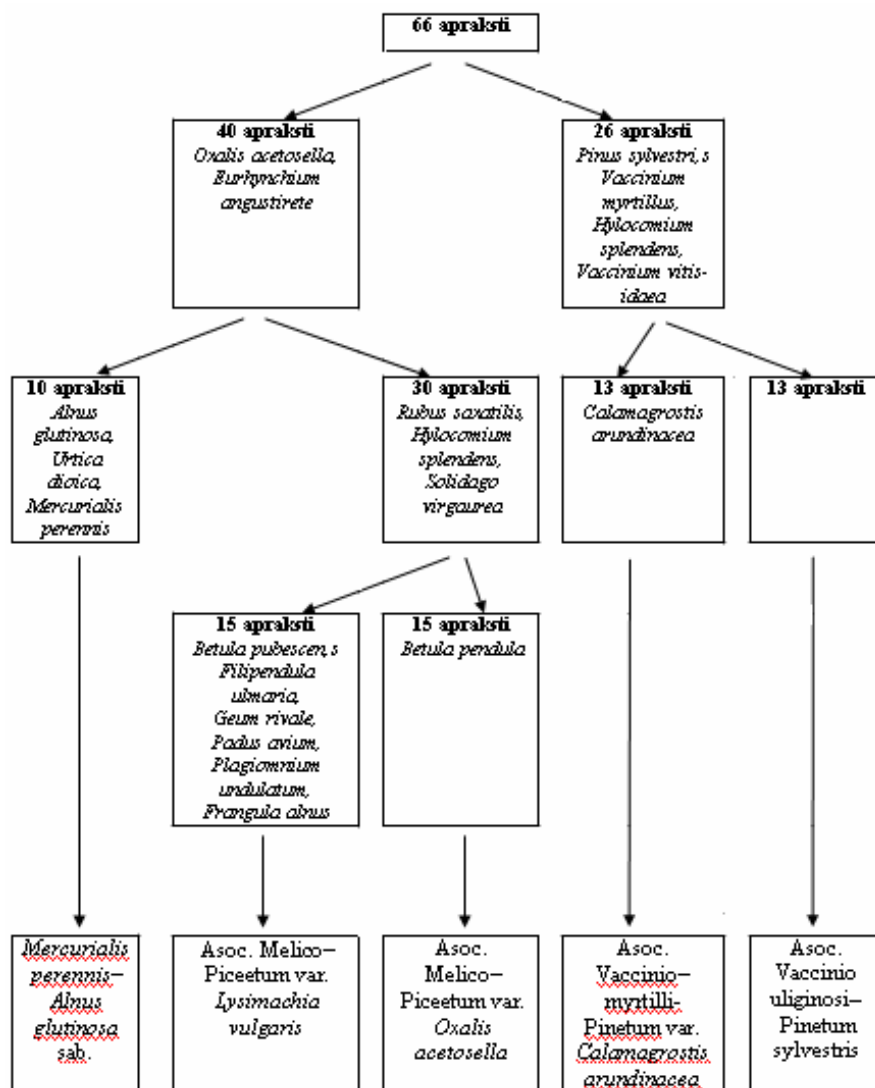 66 apraksti
40 apraksti
Oxalis acetosella,
Eurhynchium
angustirete
26 apraksti
Pinus sylvestri,s
Vaccinium
myrtillus,
Hylocomium
splendens,
Vaccinium vitis-
idaea
10 apraksti
Alnus
glutinosa,
Urtica
dioica,
Mercurialis
perennis
30 apraksti
Rubus saxatilis,
Hylocomium
splendens,
Solidago
virgaurea
13 apraksti
Calamagrostis
arundinacea
13 apraksti
15 apraksti
Betula pubescen,s
Filipendula
ulmaria,
Geum rivale,
Padus avium,
Plagiomnium
undulatum,
Frangula alnus
15 apraksti
Betula pendula
Mercurialis
perennis–
Alnus
glutinosa
sab.
Asoc. Melico–
Piceetum var.
Lysimachia
vulgaris
Asoc.
Melico–
Piceetum var.
Oxalis
acetosella
Asoc.
Vaccinio–
myrtilli-
Pinetum var.
Calamagrostis
arundinacea
Asoc.
Vaccinio
uliginosi–
Pinetum
sylvestris